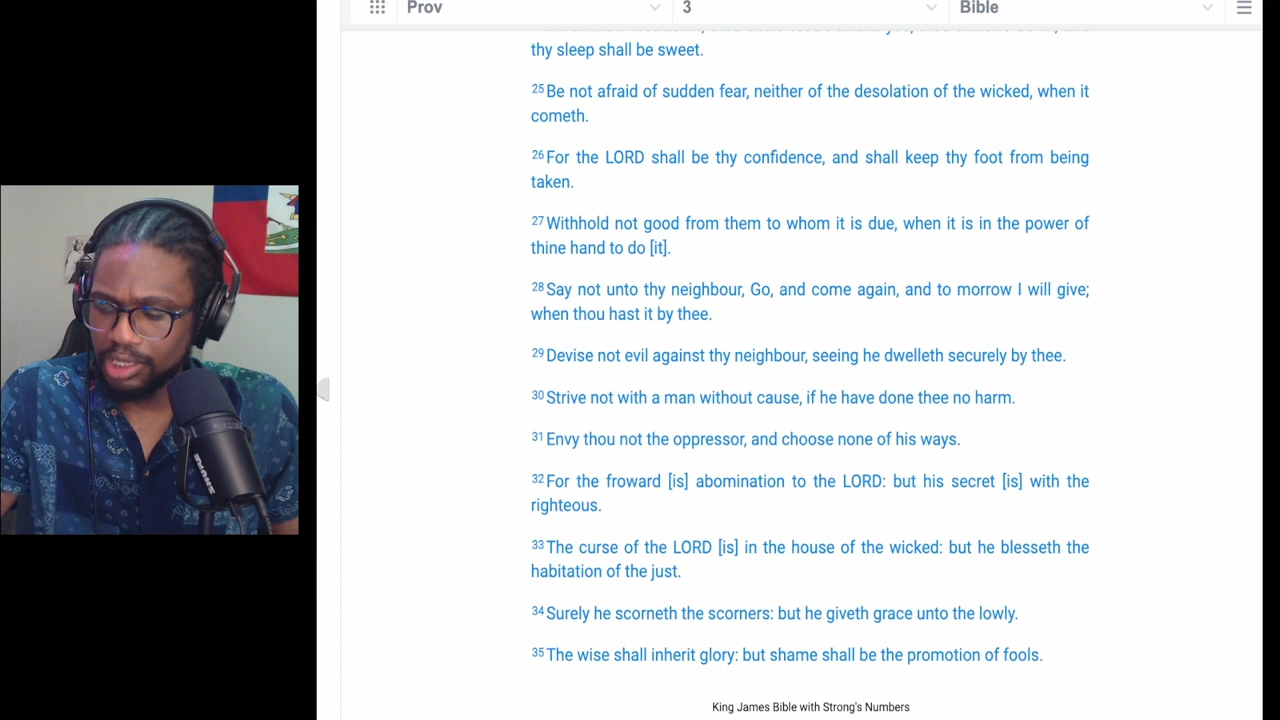 Prov
3
Bible
thy sleep shall be sweet.
25 Be not afraid of sudden fear, neither of the desolation of the wicked, when it
cometh.
26 For the LORD shall be thy confidence, and shall keep thy foot from being
taken.
27 Withhold not good from them to whom it is due, when it is in the power of
thine hand to do [it].
28 Say not unto thy neighbour, Go, and come again, and to morrow I will give;
when thou hast it by thee.
29 Devise not evil against thy neighbour, seeing he dwelleth securely by thee.
30 Strive not with a man without cause, if he have done thee no harm.
31 Envy thou not the oppressor, and choose none of his ways.
32 For the froward [is] abomination to the LORD: but his secret [is] with the
righteous.
33 The curse of the LORD [is] in the house of the wicked: but he blesseth the
habitation of the just.
34 Surely he scorneth the scorners: but he giveth grace unto the lowly.
35 The wise shall inherit glory: but shame shall be the promotion of fools.
King James Bible with Strong's Numbers
SHURE